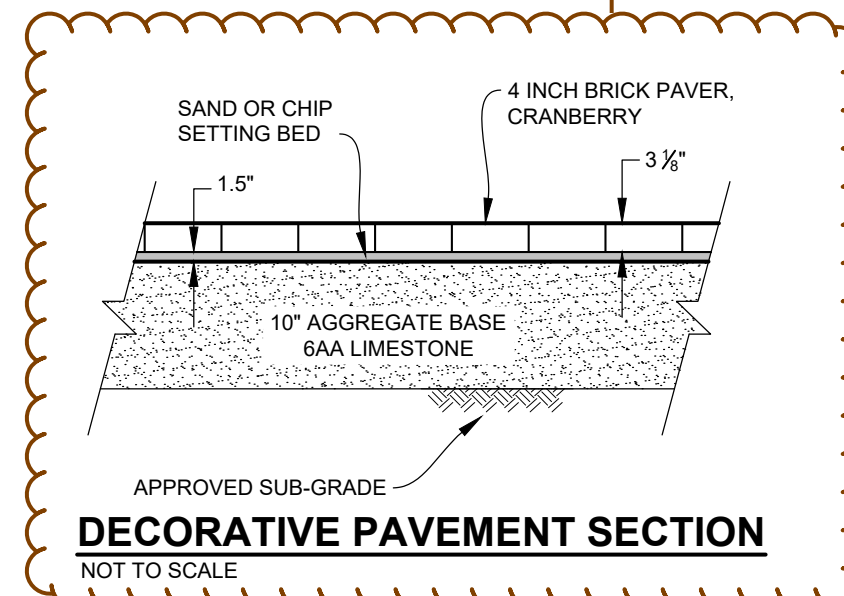 SAND OR CHIP
SETTING BED
4 INCH BRICK PAVER,
CRANBERRY
1.5"
3 ⅛"
10" AGGREGATE BASE
6AA LIMESTONE
APPROVED SUB-GRADE
DECORATIVE PAVEMENT SECTION
NOT TO SCALE